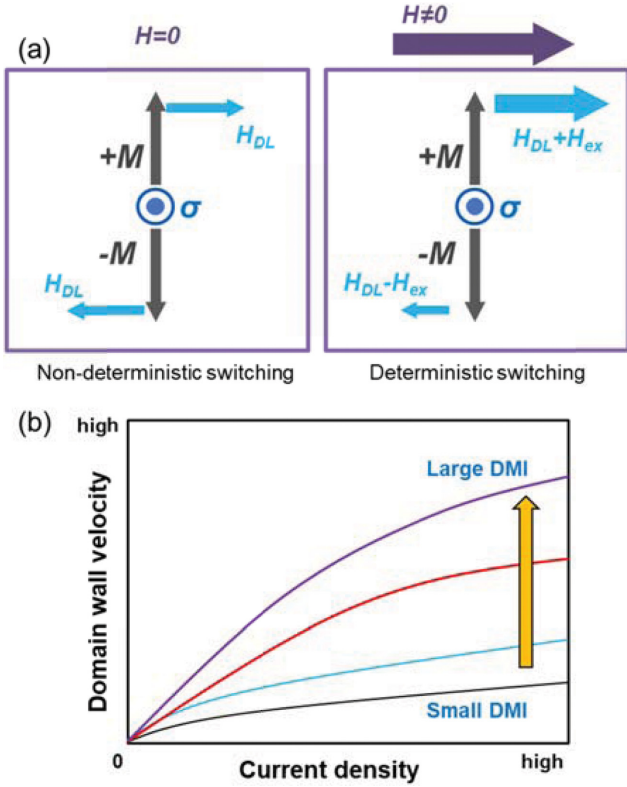 (a)
H=0
H≠0
H_DL
+M
σ
-M
H_DL
H_DL+H_ex
+M
σ
-M
H_DL-H_ex
Non-deterministic switching
Deterministic switching
(b)
high
Domain wall velocity
Large DMI
Small DMI
0
Current density
high